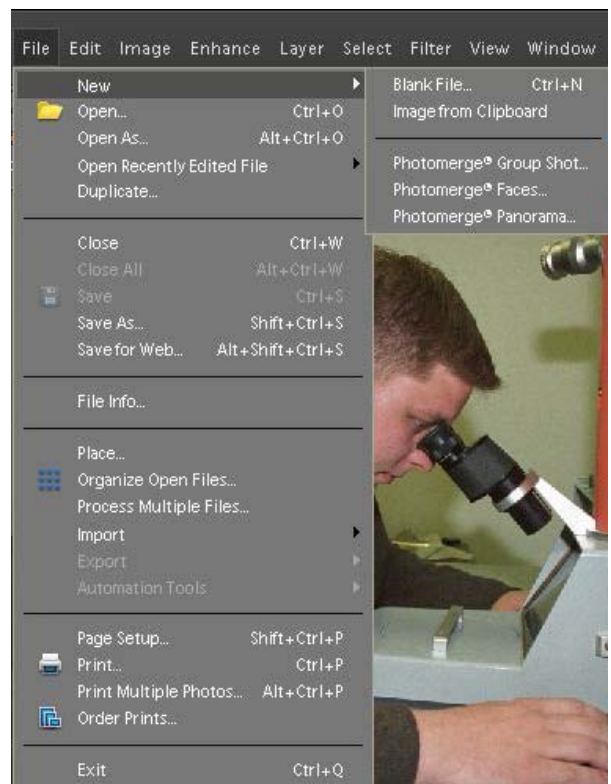 File Edit Image Enhance Layer Select Filter View Window
New
Open... Ctrl+O
Open As... Alt+Ctrl+O
Open Recently Edited File
Duplicate...
Close Ctrl+W
Close All Alt+Ctrl+W
Save Ctrl+S
Save As... Shift+Ctrl+S
Save for Web... Alt+Shift+Ctrl+S
File Info...
Place...
Organize Open Files...
Process Multiple Files...
Import
Export
Automation Tools
Page Setup... Shift+Ctrl+P
Print... Ctrl+P
Print Multiple Photos... Alt+Ctrl+P
Order Prints...
Exit Ctrl+Q
Blank File... Ctrl+N
Image from Clipboard
Photomerge® Group Shot...
Photomerge® Faces...
Photomerge® Panorama...